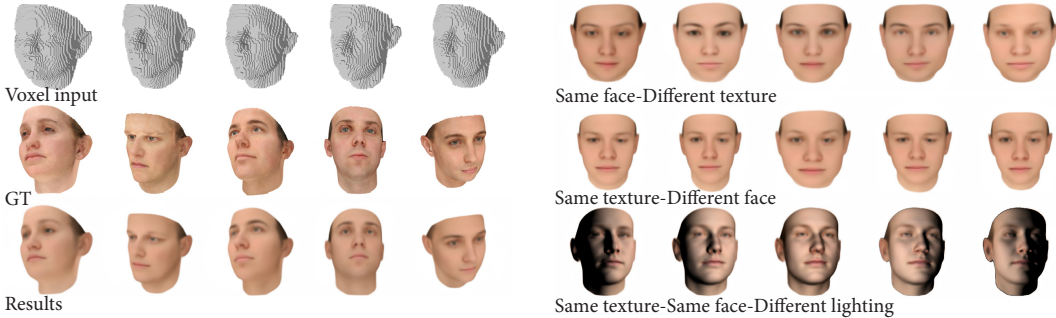 Voxel input
GT
Results
Same face-Different texture
Same texture-Different face
Same texture-Same face-Different lighting